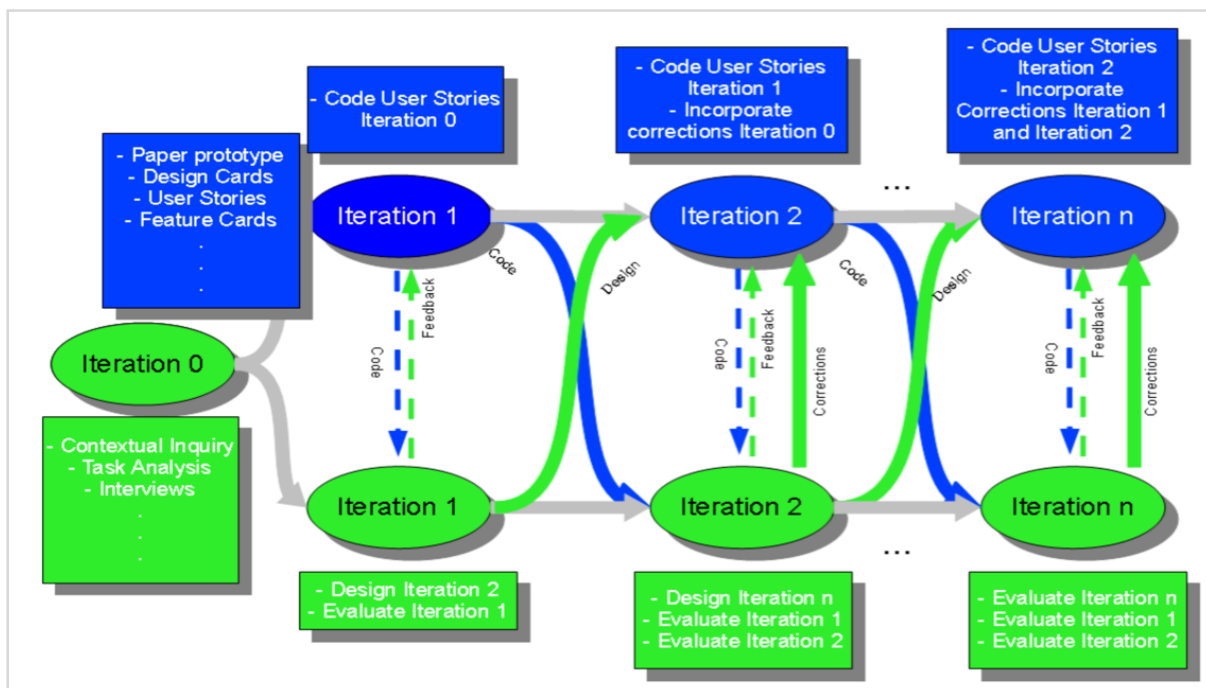 - Code User Stories
Iteration 0
- Code User Stories
Iteration 1
- Incorporate
corrections Iteration 0
- Code User Stories
Iteration 2
- Incorporate
Corrections Iteration 1
and Iteration 2
- Paper prototype
- Design Cards
- User Stories
- Feature Cards
.
.
.
.
Iteration 1
...
Iteration 2
Iteration n
Code
Design
Code
Design
Code
Feedback
Code
Feedback
Corrections
Code
Feedback
Corrections
Iteration 0
- Contextual Inquiry
- Task Analysis
- Interviews
.
.
.
Iteration 1
Iteration 2
Iteration n
...
- Design Iteration 2
- Evaluate Iteration 1
- Design Iteration n
- Evaluate Iteration 1
- Evaluate Iteration 2
- Evaluate Iteration n
- Evaluate Iteration 1
- Evaluate Iteration 2